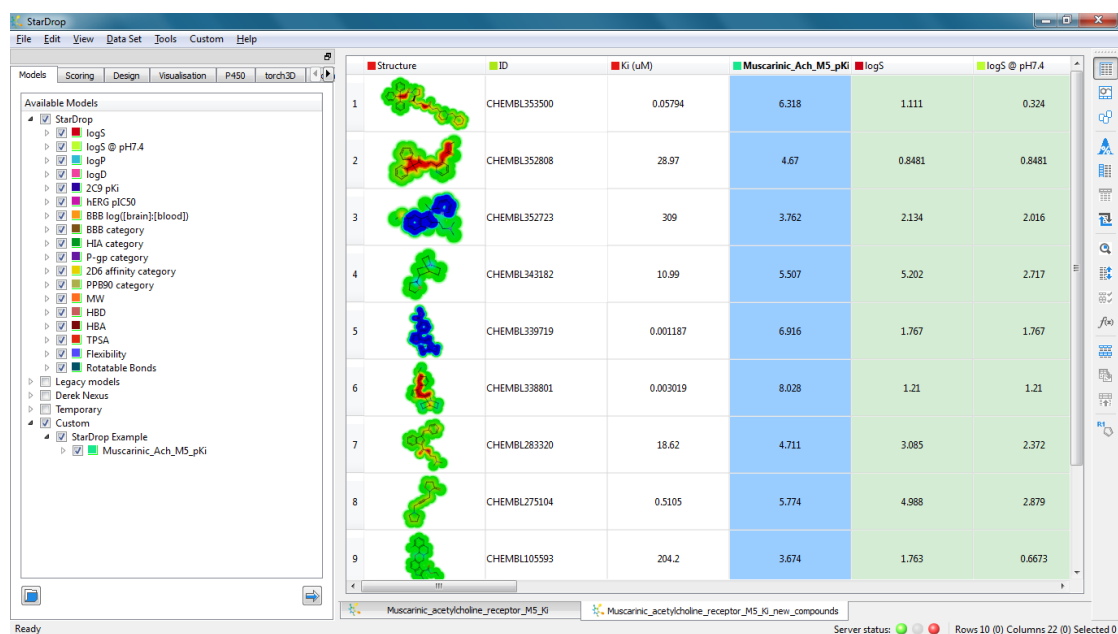 StarDrop
File Edit View Data Set Tools Custom Help
Models Scoring Design Visualisation P450 torch3D
Available Models
StarDrop
logS
logS @ pH7.4
logP
logD
2C9 pKi
hERG pIC50
BBB log([brain]:[blood])
BBB category
HIA category
P-gp category
2D6 affinity category
PPB90 category
MW
HBD
HBA
TPSA
Flexibility
Rotatable Bonds
Legacy models
Derek Nexus
Temporary
Custom
StarDrop Example
Muscarinic_Ach_M5_pKi
Structure ID Ki (uM) Muscarinic_Ach_M5_pKi logS logS @ pH7.4
1 CHEMBL353500 0.05794 6.318 1.111 0.324
2 CHEMBL352808 28.97 4.67 0.8481 0.8481
3 CHEMBL352723 309 3.762 2.134 2.016
4 CHEMBL343182 10.99 5.507 5.202 2.717
5 CHEMBL339719 0.001187 6.916 1.767 1.767
6 CHEMBL338801 0.003019 8.028 1.21 1.21
7 CHEMBL283320 18.62 4.711 3.085 2.372
8 CHEMBL275104 0.5105 5.774 4.988 2.879
9 CHEMBL105593 204.2 3.674 1.763 0.6673
f(x)
R1
Muscarinic_acetylcholine_receptor_M5_Ki Muscarinic_acetylcholine_receptor_M5_Ki_new_compounds
Ready Server status: Rows 10 (0) Columns 22 (0) Selected 0